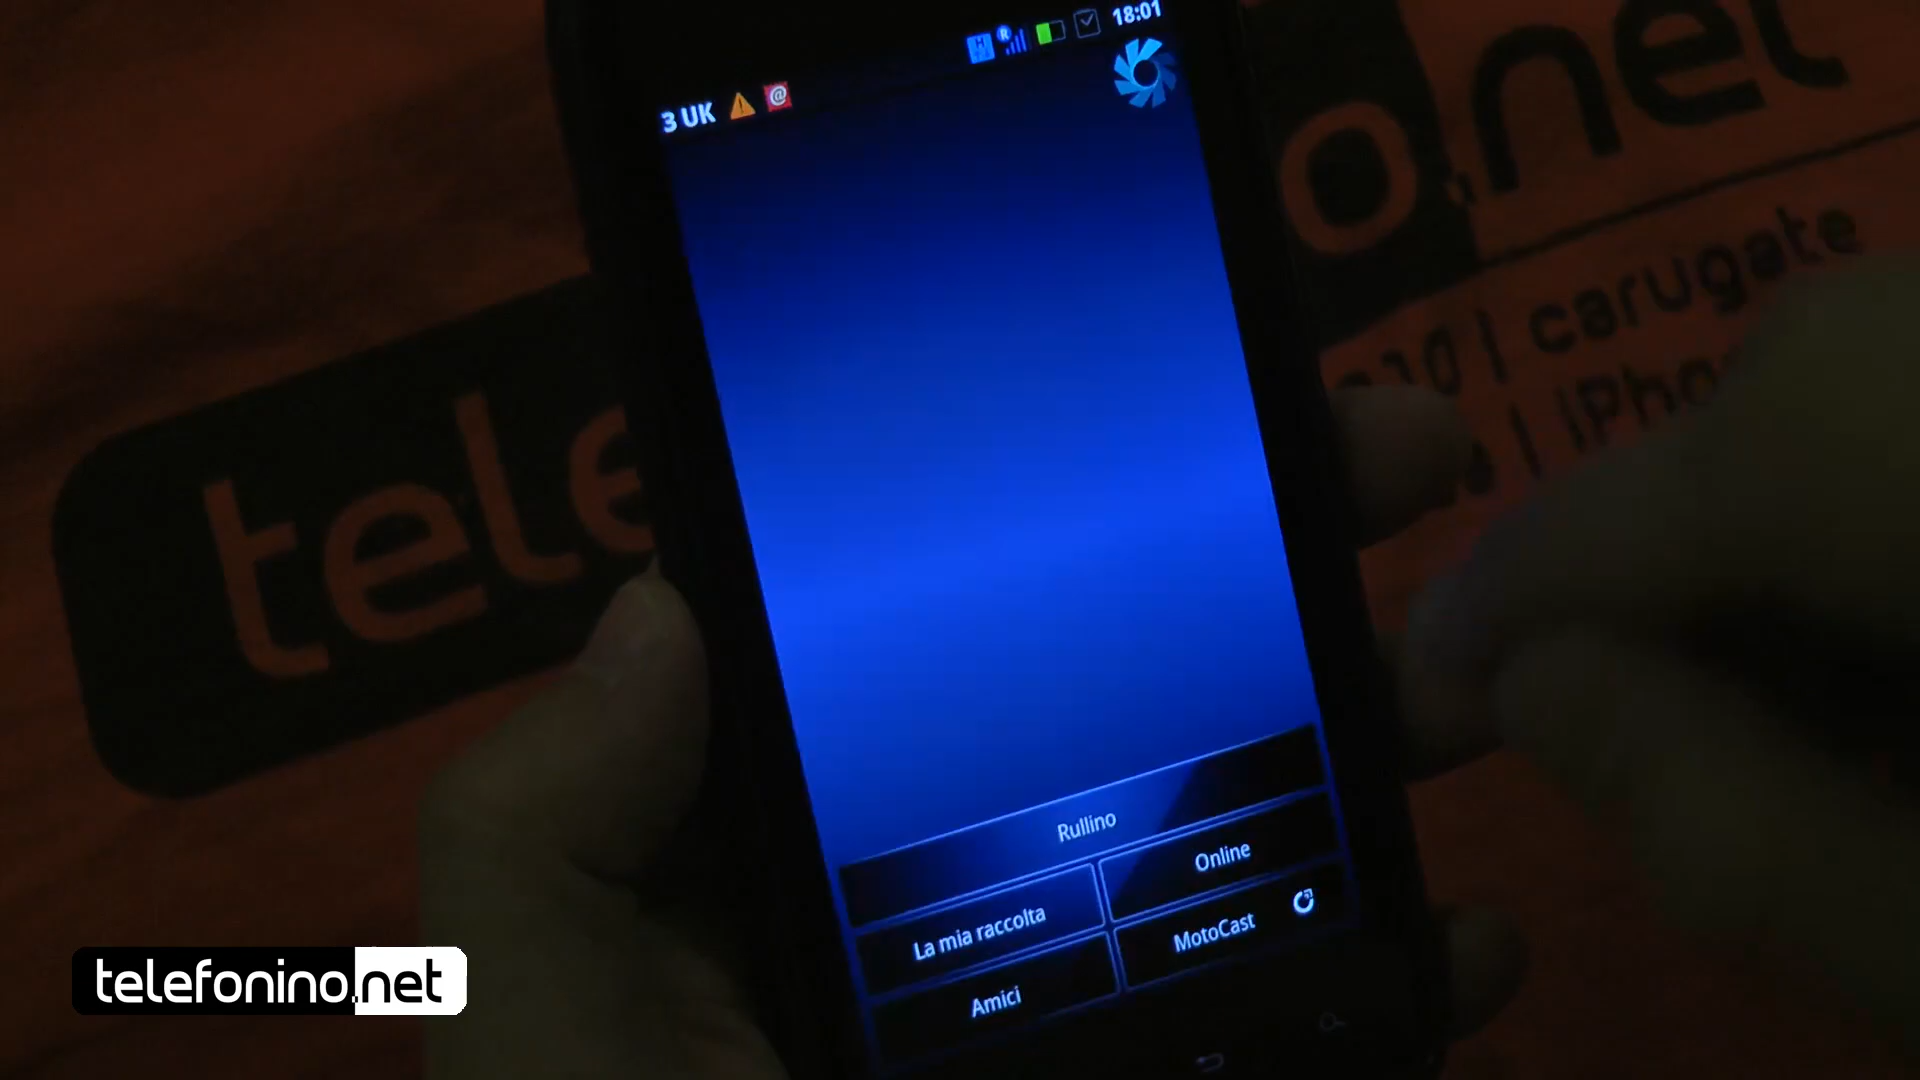 18:01
3 UK
.net
tele
carugate
Rullino
La mia raccolta
Online
Amici
MotoCast
telefonino.net